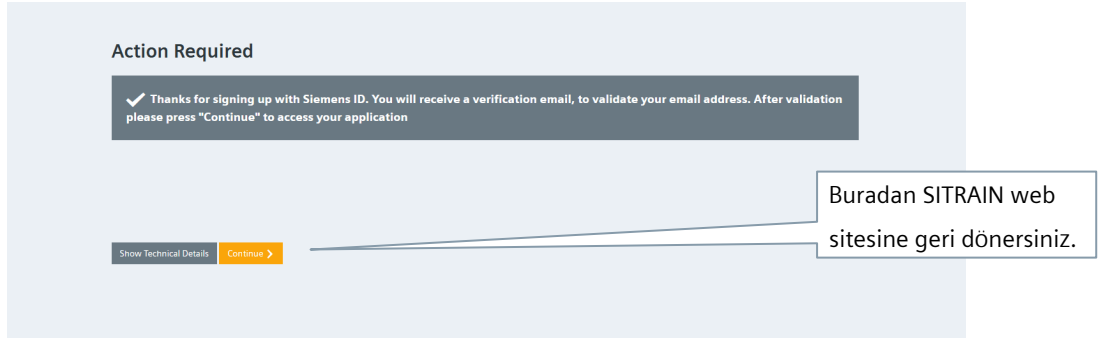 Action Required
Thanks for signing up with Siemens ID. You will receive a verification email, to validate your email address. After validation
please press "Continue" to access your application
Buradan SITRAIN web
sitesine geri dönersiniz.
Show Technical Details
Continue